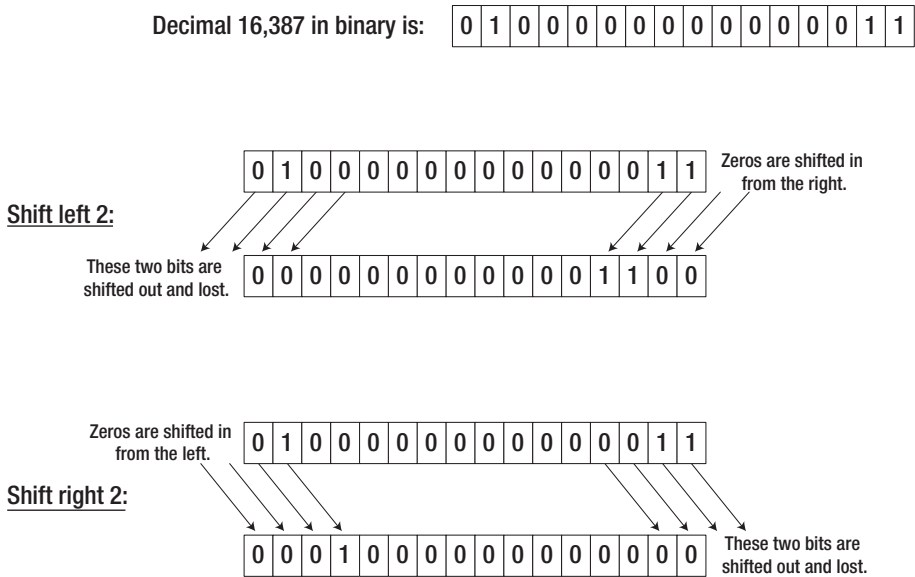 Decimal 16,387 in binary is: 0 1 0 0 0 0 0 0 0 0 0 0 0 0 1 1
0 1 0 0 0 0 0 0 0 0 0 0 0 0 1 1
Zeros are shifted in
from the right.
Shift left 2:
These two bits are
shifted out and lost.
0 0 0 0 0 0 0 0 0 0 0 0 1 1 0 0
Zeros are shifted in
from the left.
0 1 0 0 0 0 0 0 0 0 0 0 0 0 1 1
Shift right 2:
0 0 0 1 0 0 0 0 0 0 0 0 0 0 0 0
These two bits are
shifted out and lost.